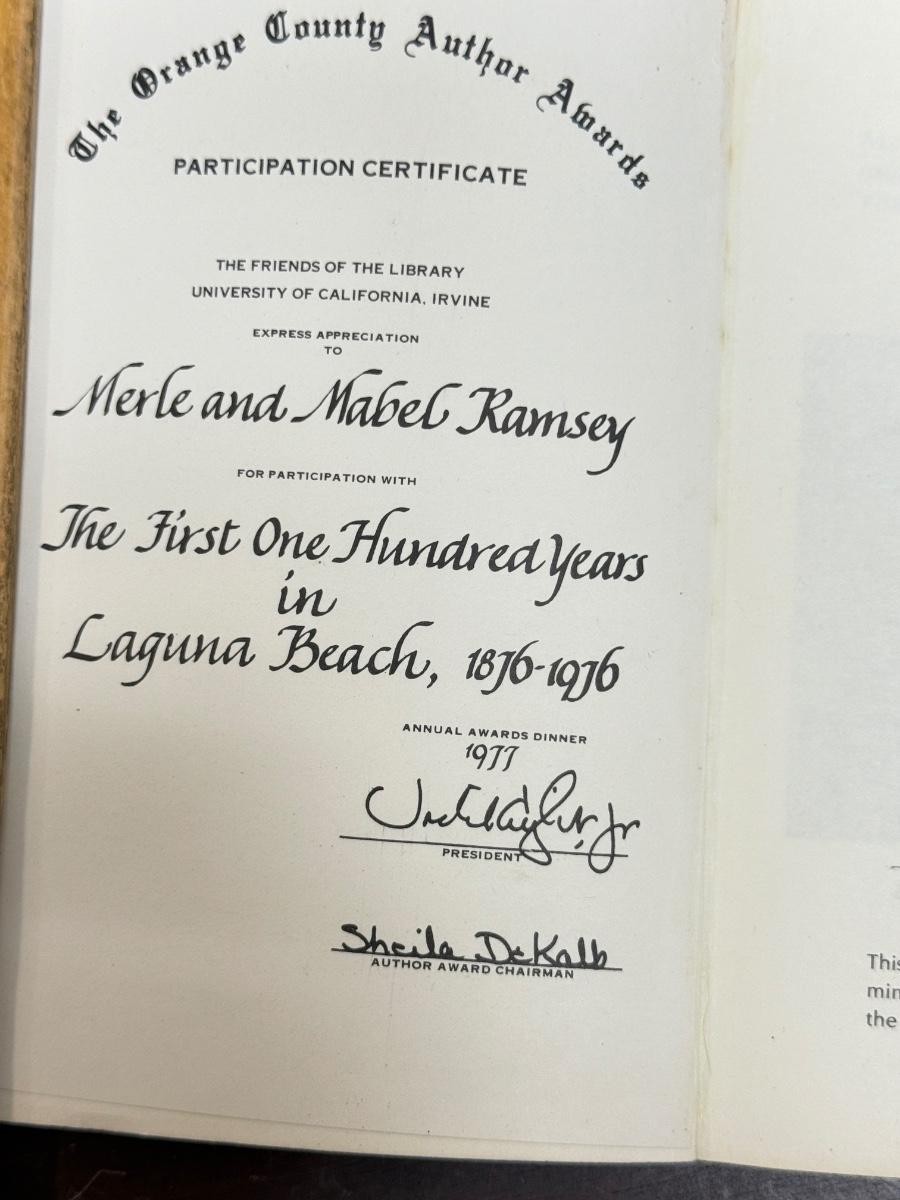 The Orange County Author Awards
PARTICIPATION CERTIFICATE
THE FRIENDS OF THE LIBRARY
UNIVERSITY OF CALIFORNIA, IRVINE
EXPRESS APPRECIATION
TO
Merle and Mabel Ramsey
FOR PARTICIPATION WITH
The First One Hundred Years
in
Laguna Beach, 1876-1976
ANNUAL AWARDS DINNER
1977
Jr
PRESIDENT
Sheila DeKalb
AUTHOR AWARD CHAIRMAN
This
the